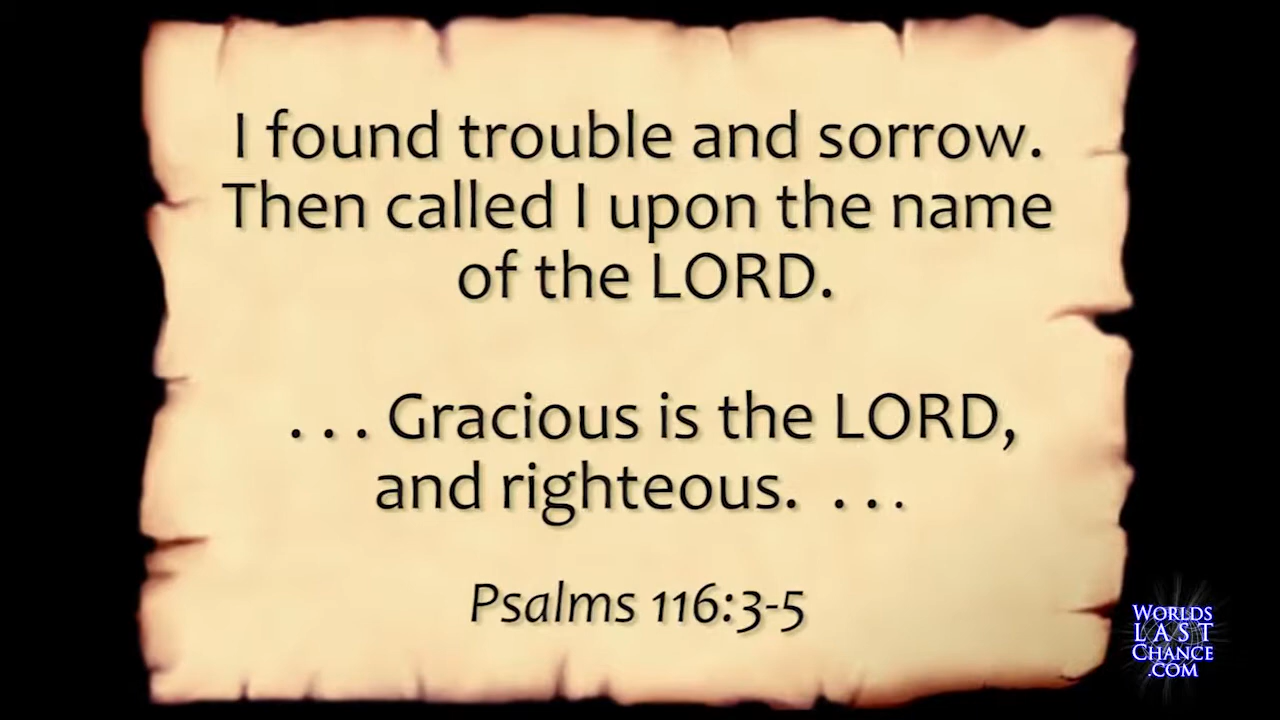 I found trouble and sorrow.
Then called I upon the name
of the LORD.
. . . Gracious is the LORD,
and righteous. . . .
Psalms 116:3-5
WORLDS
LAST
CHANCE
.COM